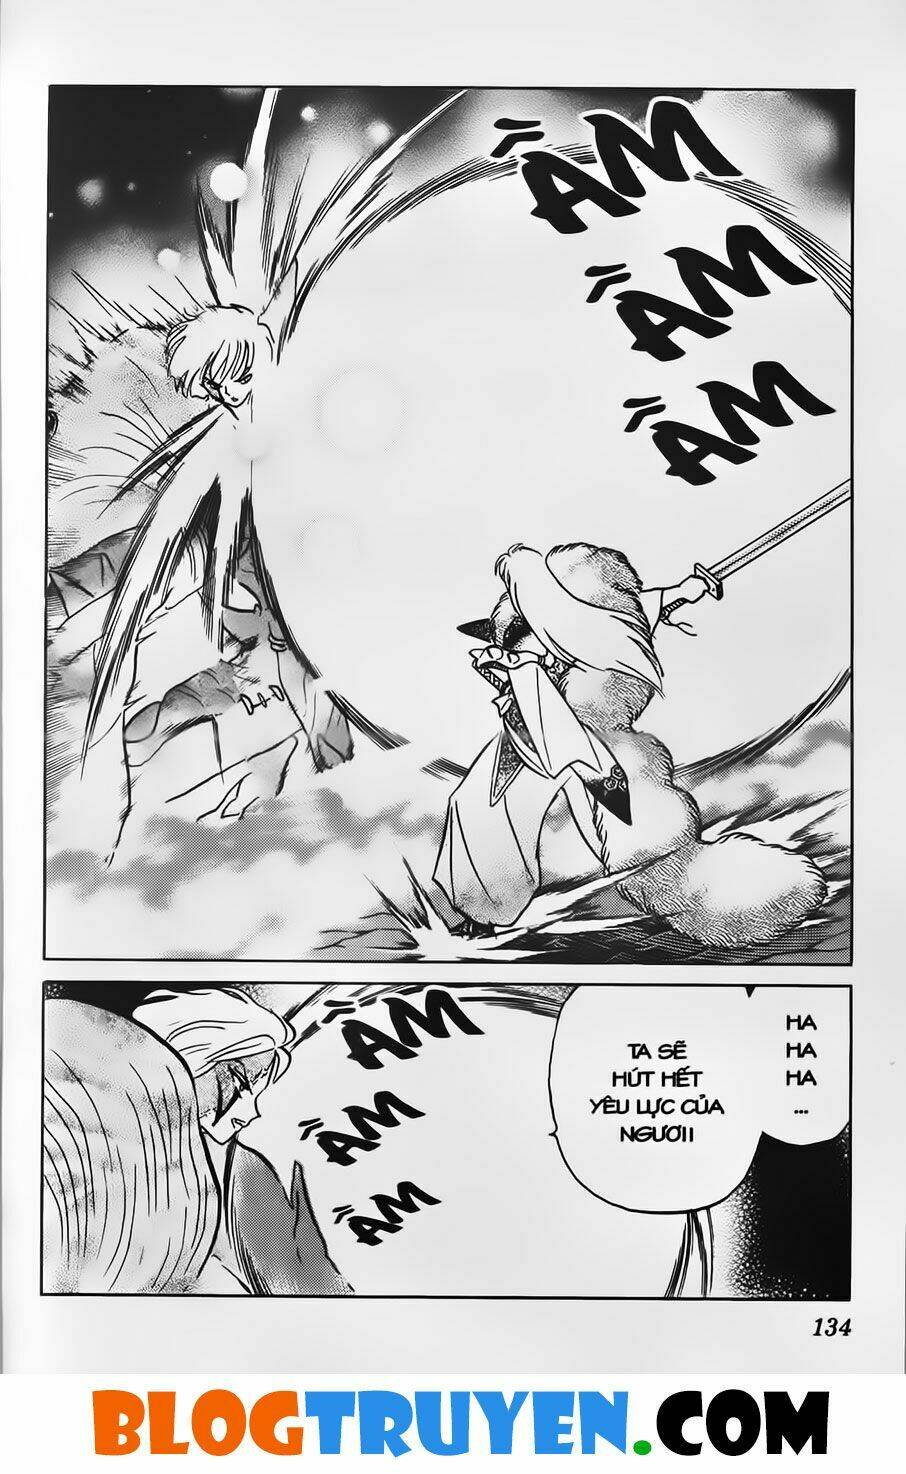 ẦM
ẦM
ẦM
HA
HA
HA
...
TA SẼ
HÚT HẾT
YÊU LỰC CỦA
NGƯƠI!
ẦM
ẦM
ẦM
134
BLOGTRUYEN.COM